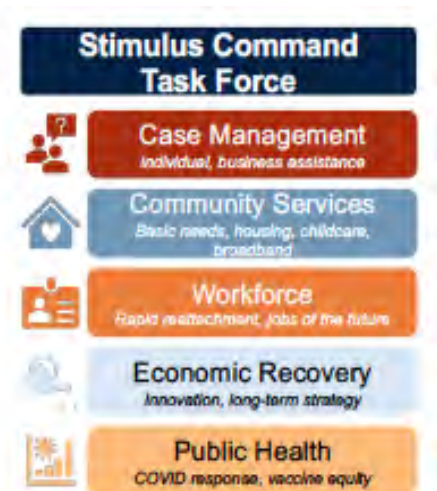 Stimulus Command
Task Force
?
Case Management
Individual, business assistance
Community Services
Basic needs, housing, childcare,
broadband
Workforce
Rapid reattachment, jobs of the future
Economic Recovery
Innovation, long-term strategy
Public Health
COVID response, vaccine equity